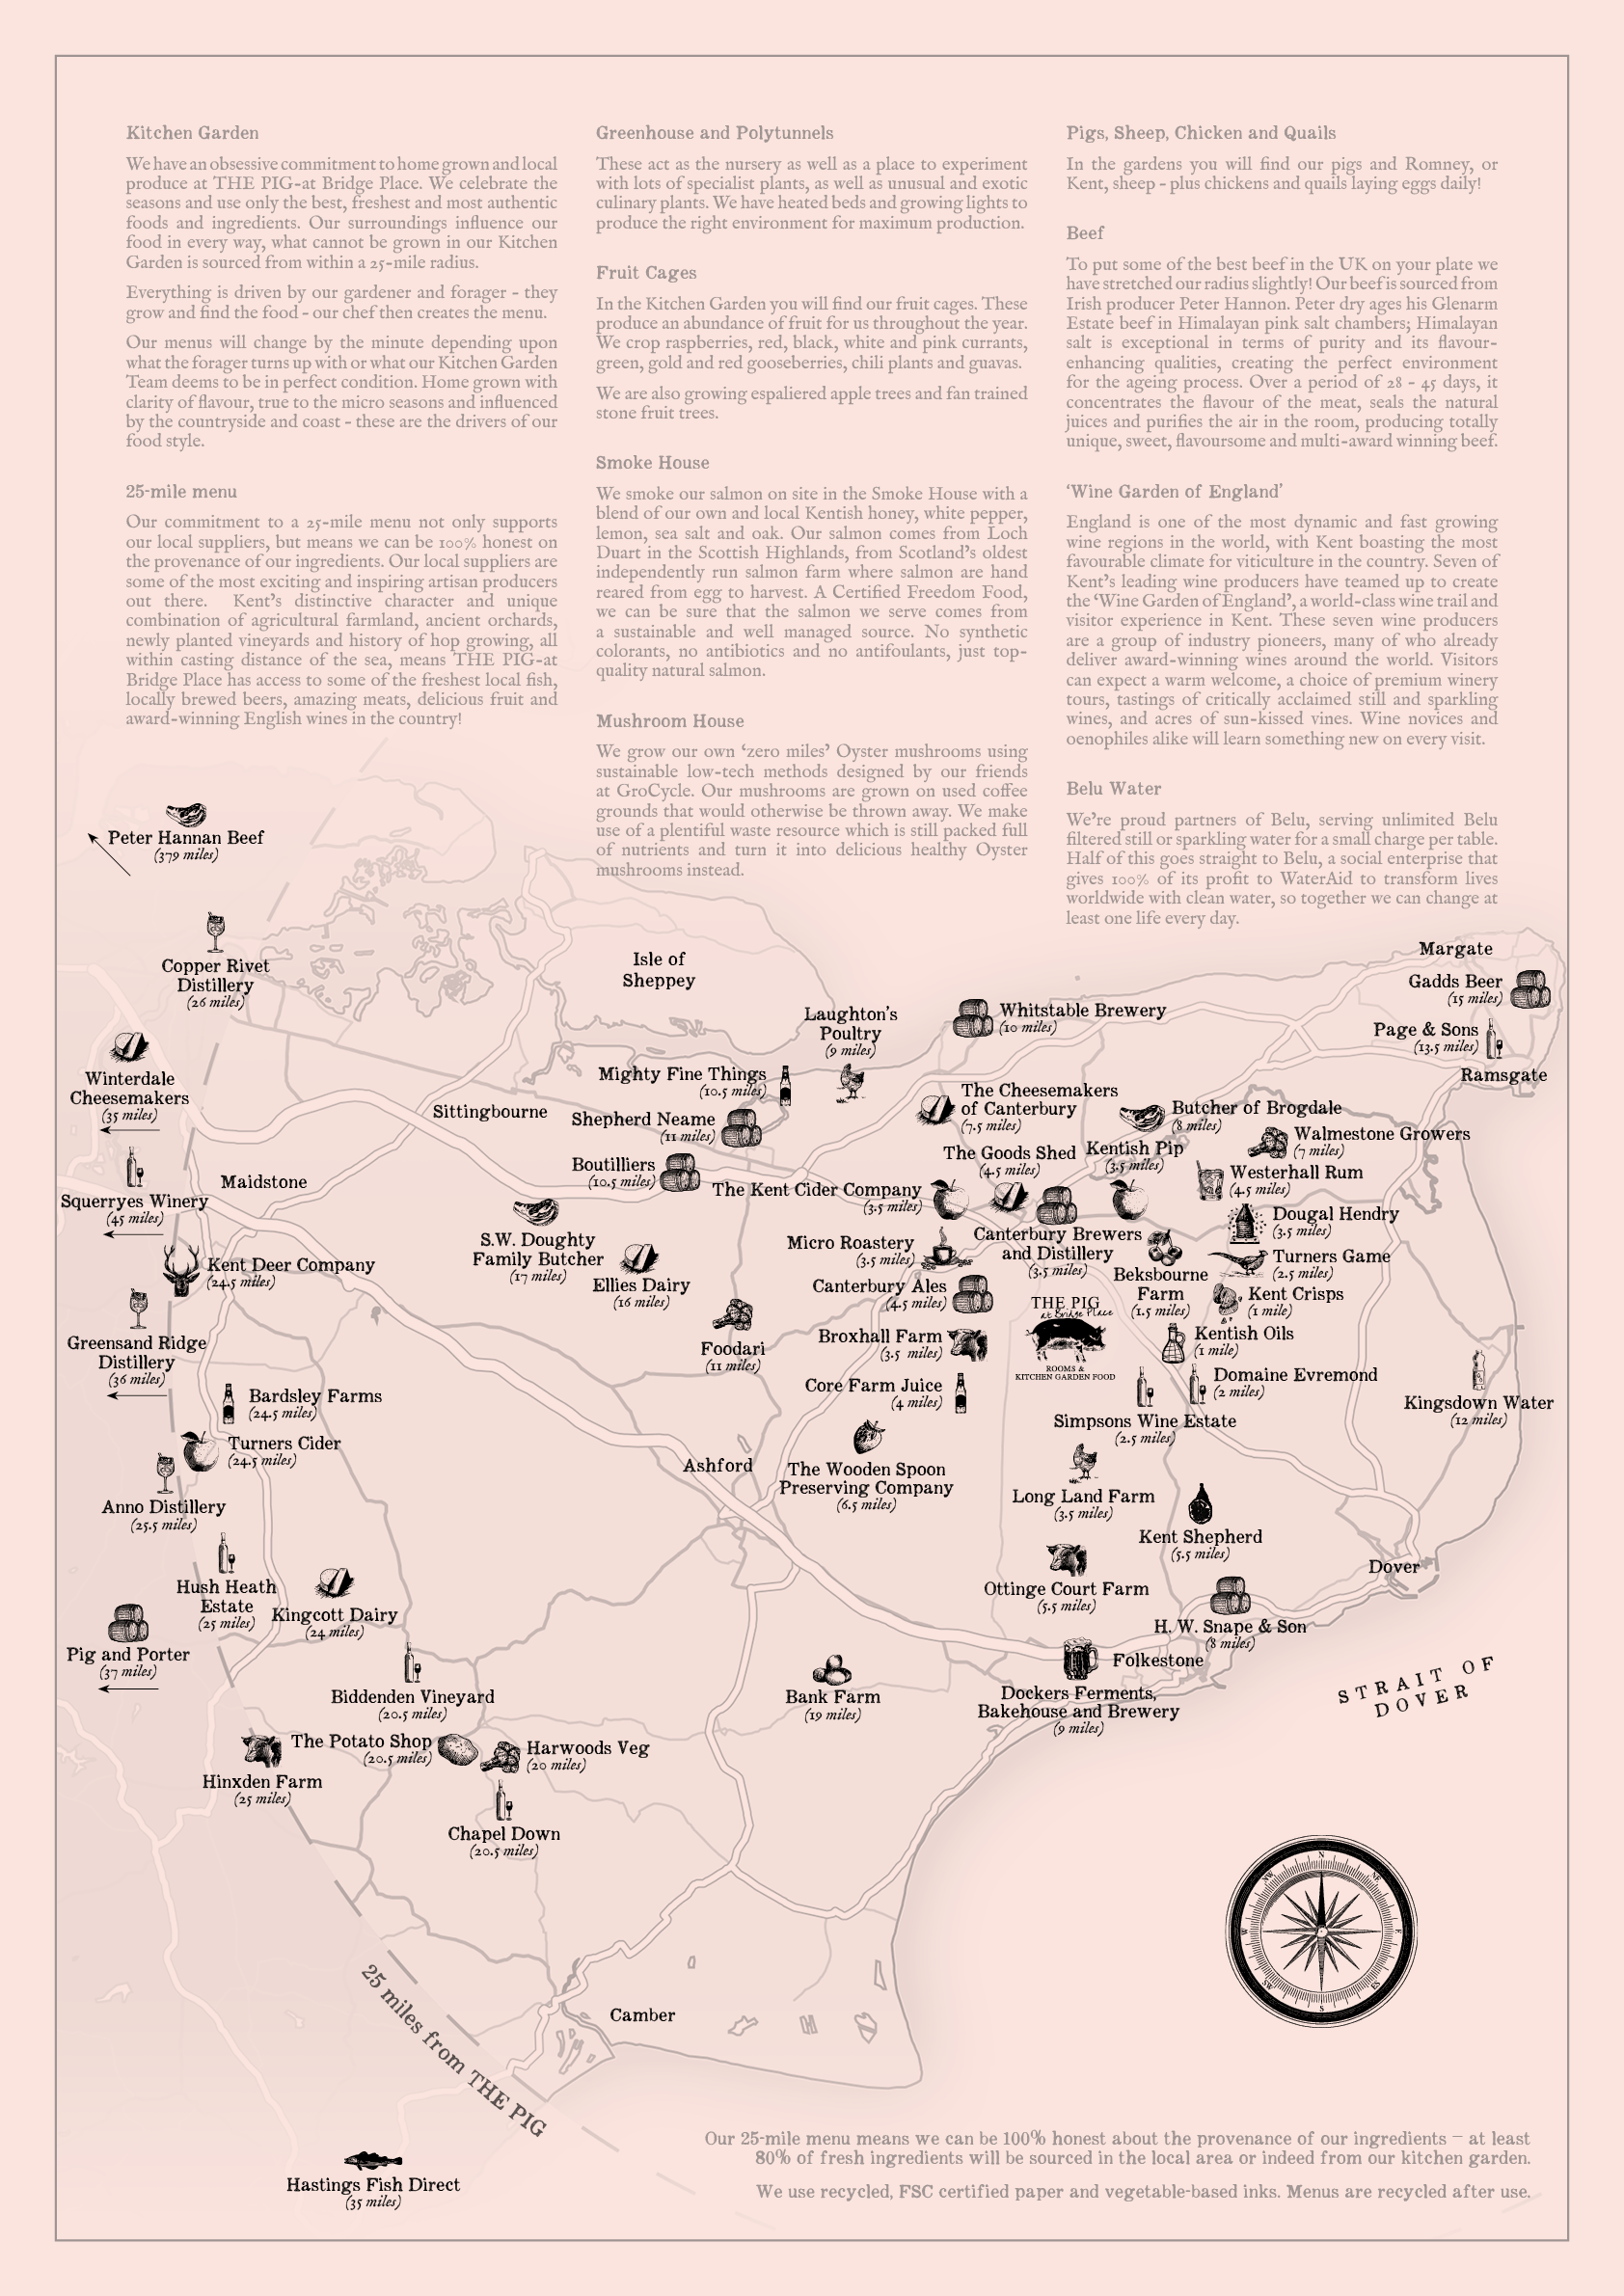 Kitchen Garden
We have an obsessive commitment to home grown and local
produce at THE PIG-at Bridge Place. We celebrate the
seasons and use only the best, freshest and most authentic
foods and ingredients. Our surroundings influence our
food in every way, what cannot be grown in our Kitchen
Garden is sourced from within a 25-mile radius.
Everything is driven by our gardener and forager - they
grow and find the food - our chef then creates the menu.
Our menus will change by the minute depending upon
what the forager turns up with or what our Kitchen Garden
Team deems to be in perfect condition. Home grown with
clarity of flavour, true to the micro seasons and influenced
by the countryside and coast - these are the drivers of our
food style.
25-mile menu
Our commitment to a 25-mile menu not only supports
our local suppliers, but means we can be 100% honest on
the provenance of our ingredients. Our local suppliers are
some of the most exciting and inspiring artisan producers
out there. Kent's distinctive character and unique
combination of agricultural farmland, ancient orchards,
newly planted vineyards and history of hop growing, all
within casting distance of the sea, means THE PIG-at
Bridge Place has access to some of the freshest local fish,
locally brewed beers, amazing meats, delicious fruit and
award-winning English wines in the country!
Greenhouse and Polytunnels
These act as the nursery as well as a place to experiment
with lots of specialist plants, as well as unusual and exotic
culinary plants. We have heated beds and growing lights to
produce the right environment for maximum production.
Fruit Cages
In the Kitchen Garden you will find our fruit cages. These
produce an abundance of fruit for us throughout the year.
We crop raspberries, red, black, white and pink currants,
green, gold and red gooseberries, chili plants and guavas.
We are also growing espaliered apple trees and fan trained
stone fruit trees.
Smoke House
We smoke our salmon on site in the Smoke House with a
blend of our own and local Kentish honey, white pepper,
lemon, sea salt and oak. Our salmon comes from Loch
Duart in the Scottish Highlands, from Scotland's oldest
independently run salmon farm where salmon are hand
reared from egg to harvest. A Certified Freedom Food,
we can be sure that the salmon we serve comes from
a sustainable and well managed source. No synthetic
colorants, no antibiotics and no antifoulants, just top-
quality natural salmon.
Mushroom House
We grow our own 'zero miles' Oyster mushrooms using
sustainable low-tech methods designed by our friends
at GroCycle. Our mushrooms are grown on used coffee
grounds that would otherwise be thrown away. We make
use of a plentiful waste resource which is still packed full
of nutrients and turn it into delicious healthy Oyster
mushrooms instead.
Pigs, Sheep, Chicken and Quails
In the gardens you will find our pigs and Romney, or
Kent, sheep - plus chickens and quails laying eggs daily!
Beef
To put some of the best beef in the UK on your plate we
have stretched our radius slightly! Our beef is sourced from
Irish producer Peter Hannon. Peter dry ages his Glenarm
Estate beef in Himalayan pink salt chambers; Himalayan
salt is exceptional in terms of purity and its flavour-
enhancing qualities, creating the perfect environment
for the ageing process. Over a period of 28 - 45 days, it
concentrates the flavour of the meat, seals the natural
juices and purifies the air in the room, producing totally
unique, sweet, flavoursome and multi-award winning beef.
'Wine Garden of England'
England is one of the most dynamic and fast growing
wine regions in the world, with Kent boasting the most
favourable climate for viticulture in the country. Seven of
Kent's leading wine producers have teamed up to create
the 'Wine Garden of England', a world-class wine trail and
visitor experience in Kent. These seven wine producers
are a group of industry pioneers, many of who already
deliver award-winning wines around the world. Visitors
can expect a warm welcome, a choice of premium winery
tours, tastings of critically acclaimed still and sparkling
wines, and acres of sun-kissed vines. Wine novices and
oenophiles alike will learn something new on every visit.
Belu Water
We're proud partners of Belu, serving unlimited Belu
filtered still or sparkling water for a small charge per table.
Half of this goes straight to Belu, a social enterprise that
gives 100% of its profit to WaterAid to transform lives
worldwide with clean water, so together we can change at
least one life every day.
Peter Hannan Beef
(379 miles)
Copper Rivet
Distillery
(26 miles)
Isle of
Sheppey
Margate
Gadds Beer
(15 miles)
Laughton's
Poultry
(9 miles)
Whitstable Brewery
(10 miles)
Page & Sons
(13.5 miles)
Ramsgate
Winterdale
Cheesemakers
(35 miles)
Mighty Fine Things
(10.5 miles)
Sittingbourne
Shepherd Neame
(11 miles)
The Cheesemakers
of Canterbury
(7.5 miles)
Butcher of Brogdale
(8 miles)
Walmestone Growers
(7 miles)
The Goods Shed
(4.5 miles)
Kentish Pip
(3.5 miles)
Boutilliers
(10.5 miles)
Westerhall Rum
(4.5 miles)
Maidstone
Squerryes Winery
(45 miles)
The Kent Cider Company
(3.5 miles)
Dougal Hendry
(3.5 miles)
S.W. Doughty
Family Butcher
(17 miles)
Micro Roastery
(3.5 miles)
Canterbury Brewers
and Distillery
(3.5 miles)
Turners Game
(2.5 miles)
Kent Deer Company
(24.5 miles)
Ellies Dairy
(16 miles)
Canterbury Ales
(4.5 miles)
Beksbourne
Farm
(1.5 miles)
Kent Crisps
(1 mile)
THE PIG
at Bridge Place
ROOMS &
KITCHEN GARDEN FOOD
Greensand Ridge
Distillery
(36 miles)
Foodari
(11 miles)
Broxhall Farm
(3.5 miles)
Kentish Oils
(1 mile)
Bardsley Farms
(24.5 miles)
Core Farm Juice
(4 miles)
Domaine Evremond
(2 miles)
Kingsdown Water
(12 miles)
Simpsons Wine Estate
(2.5 miles)
Turners Cider
(24.5 miles)
Ashford
The Wooden Spoon
Preserving Company
(6.5 miles)
Anno Distillery
(25.5 miles)
Long Land Farm
(3.5 miles)
Kent Shepherd
(5.5 miles)
Dover
Hush Heath
Estate
(25 miles)
Kingcott Dairy
(24 miles)
Ottinge Court Farm
(5.5 miles)
H. W. Snape & Son
(8 miles)
Pig and Porter
(37 miles)
Folkestone
STRAIT OF
DOVER
Biddenden Vineyard
(20.5 miles)
Bank Farm
(19 miles)
Dockers Ferments,
Bakehouse and Brewery
(9 miles)
The Potato Shop
(20.5 miles)
Harwoods Veg
(20 miles)
Hinxden Farm
(25 miles)
Chapel Down
(20.5 miles)
N
NE
E
ES
S
SW
W
NW
25 miles from THE PIG
Camber
Hastings Fish Direct
(35 miles)
Our 25-mile menu means we can be 100% honest about the provenance of our ingredients – at least
80% of fresh ingredients will be sourced in the local area or indeed from our kitchen garden.
We use recycled, FSC certified paper and vegetable-based inks. Menus are recycled after use.